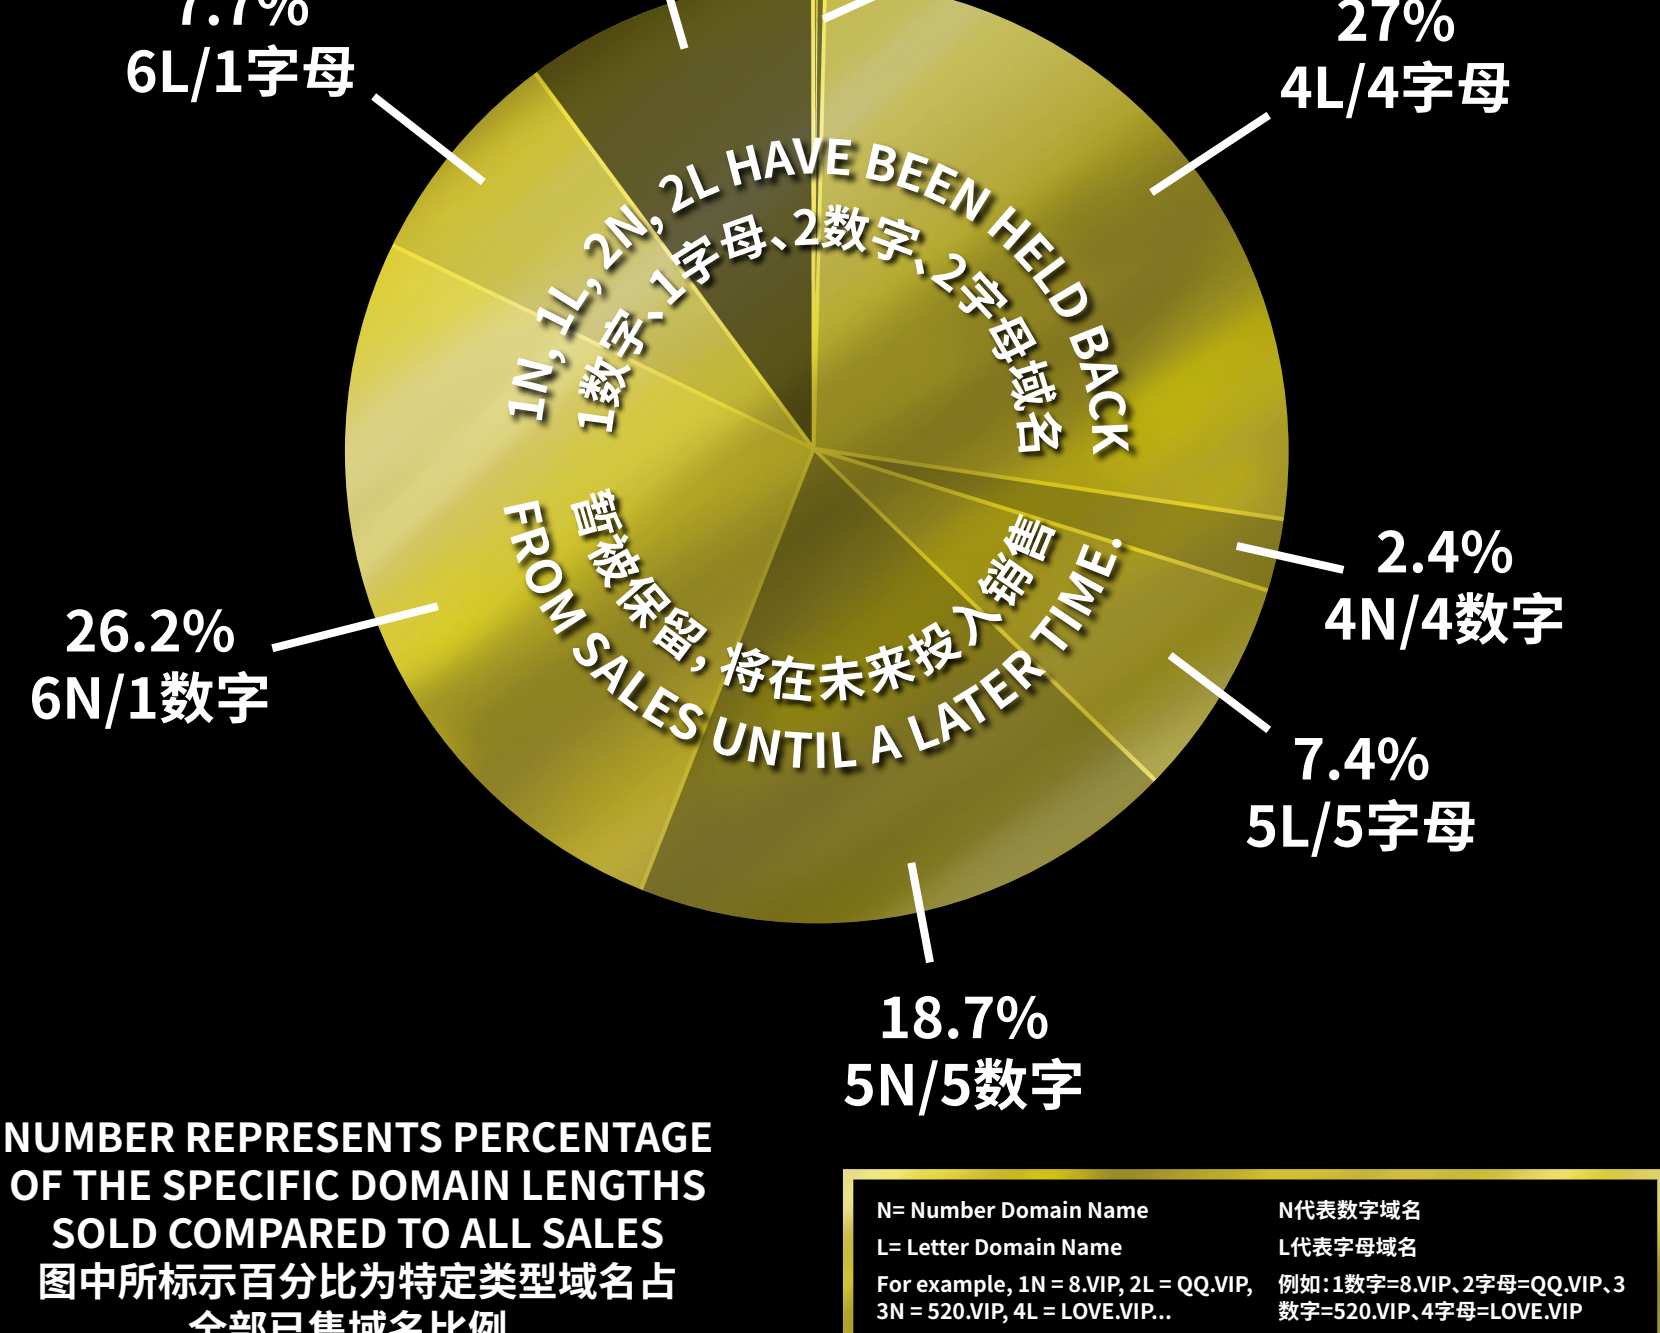 7.7%
6L/1字母
27%
4L/4字母
1N, 1L, 2N, 2L HAVE BEEN HELD BACK
1数字、1字母、2数字、2字母域名
暂被保留，将在未来投入销售
FROM SALES UNTIL A LATER TIME.
2.4%
4N/4数字
26.2%
6N/1数字
7.4%
5L/5字母
18.7%
5N/5数字
NUMBER REPRESENTS PERCENTAGE
OF THE SPECIFIC DOMAIN LENGTHS
SOLD COMPARED TO ALL SALES
图中所标示百分比为特定类型域名占
全部已售域名比例
N= Number Domain Name
L= Letter Domain Name
For example, 1N = 8.VIP, 2L = QQ.VIP,
3N = 520.VIP, 4L = LOVE.VIP...
N代表数字域名
L代表字母域名
例如：1数字=8.VIP、2字母=QQ.VIP、3
数字=520.VIP、4字母=LOVE.VIP